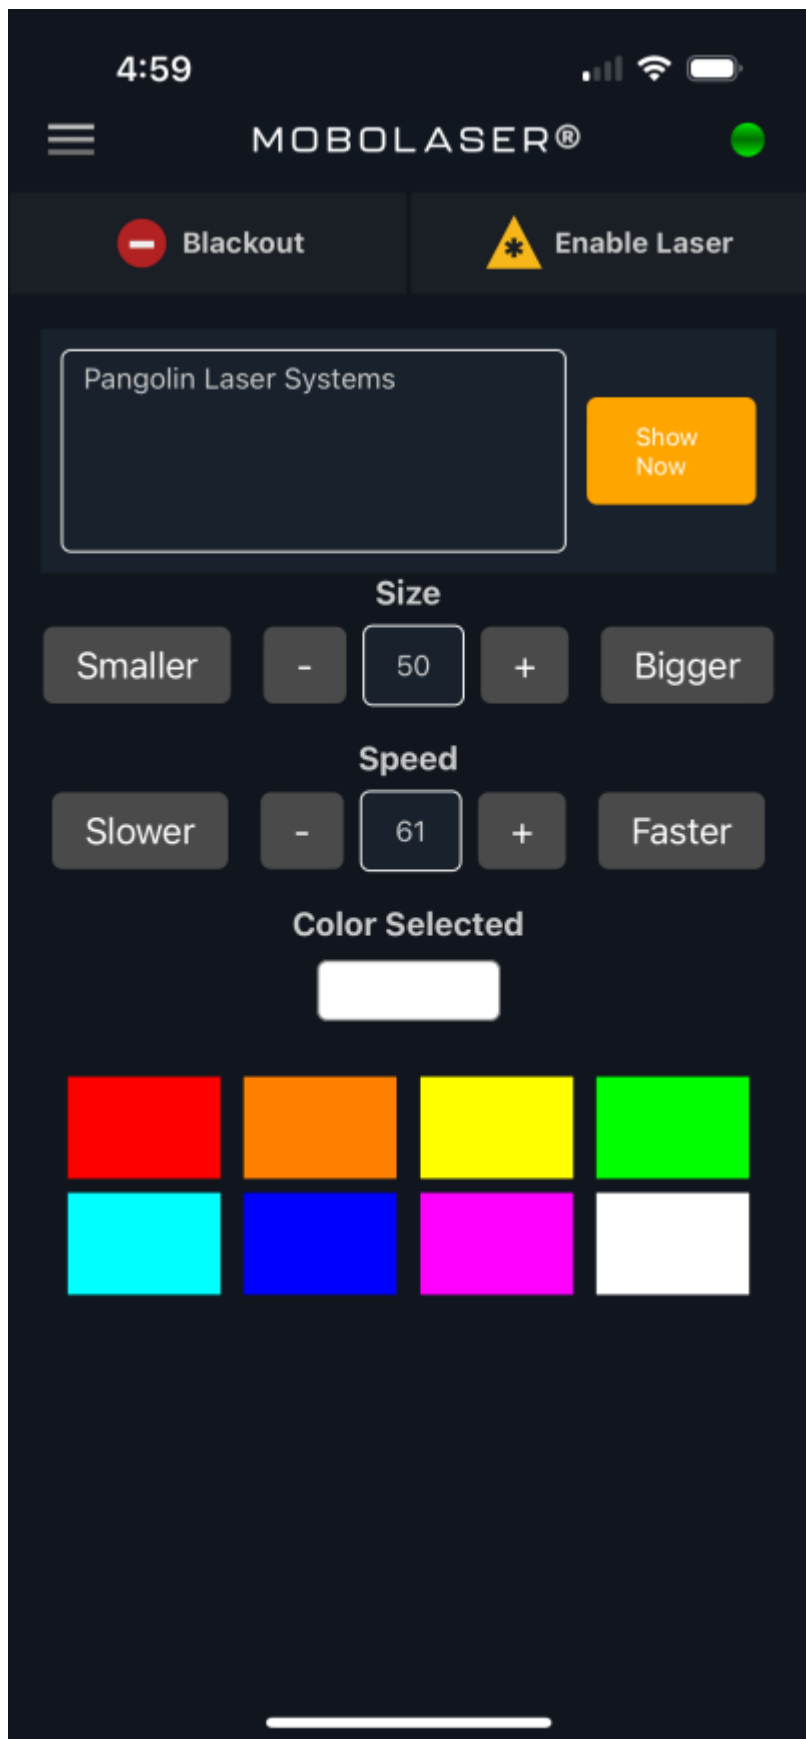 4:59
MOBOLASER®
Blackout
Enable Laser
Pangolin Laser Systems
Show
Now
Size
Smaller - 50 + Bigger
Speed
Slower - 61 + Faster
Color Selected